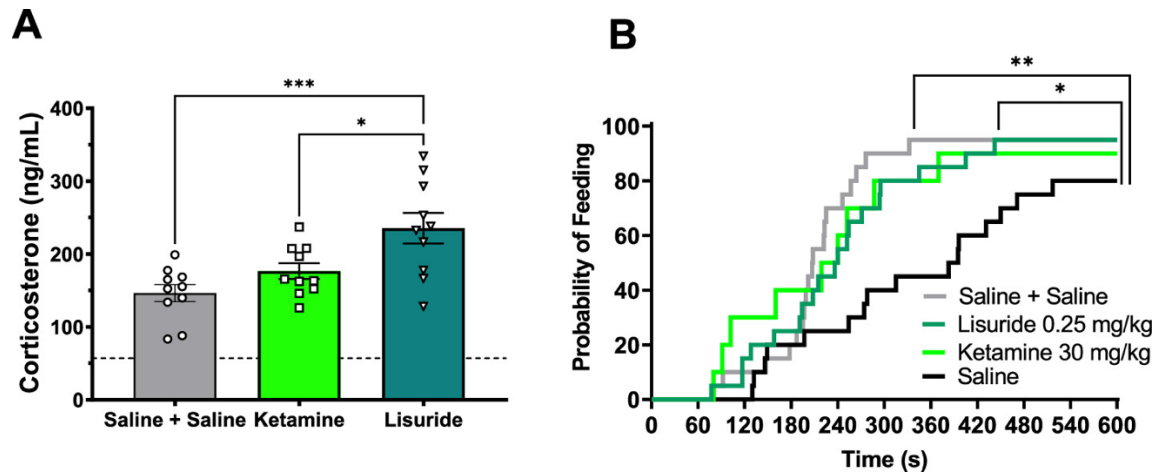 A
***
*
400
300
200
100
0
Corticosterone (ng/mL)
Saline + Saline Ketamine Lisuride
B
**
*
100
80
60
40
20
0
Probability of Feeding
Saline + Saline
Lisuride 0.25 mg/kg
Ketamine 30 mg/kg
Saline
0 60 120 180 240 300 360 420 480 540 600
Time (s)